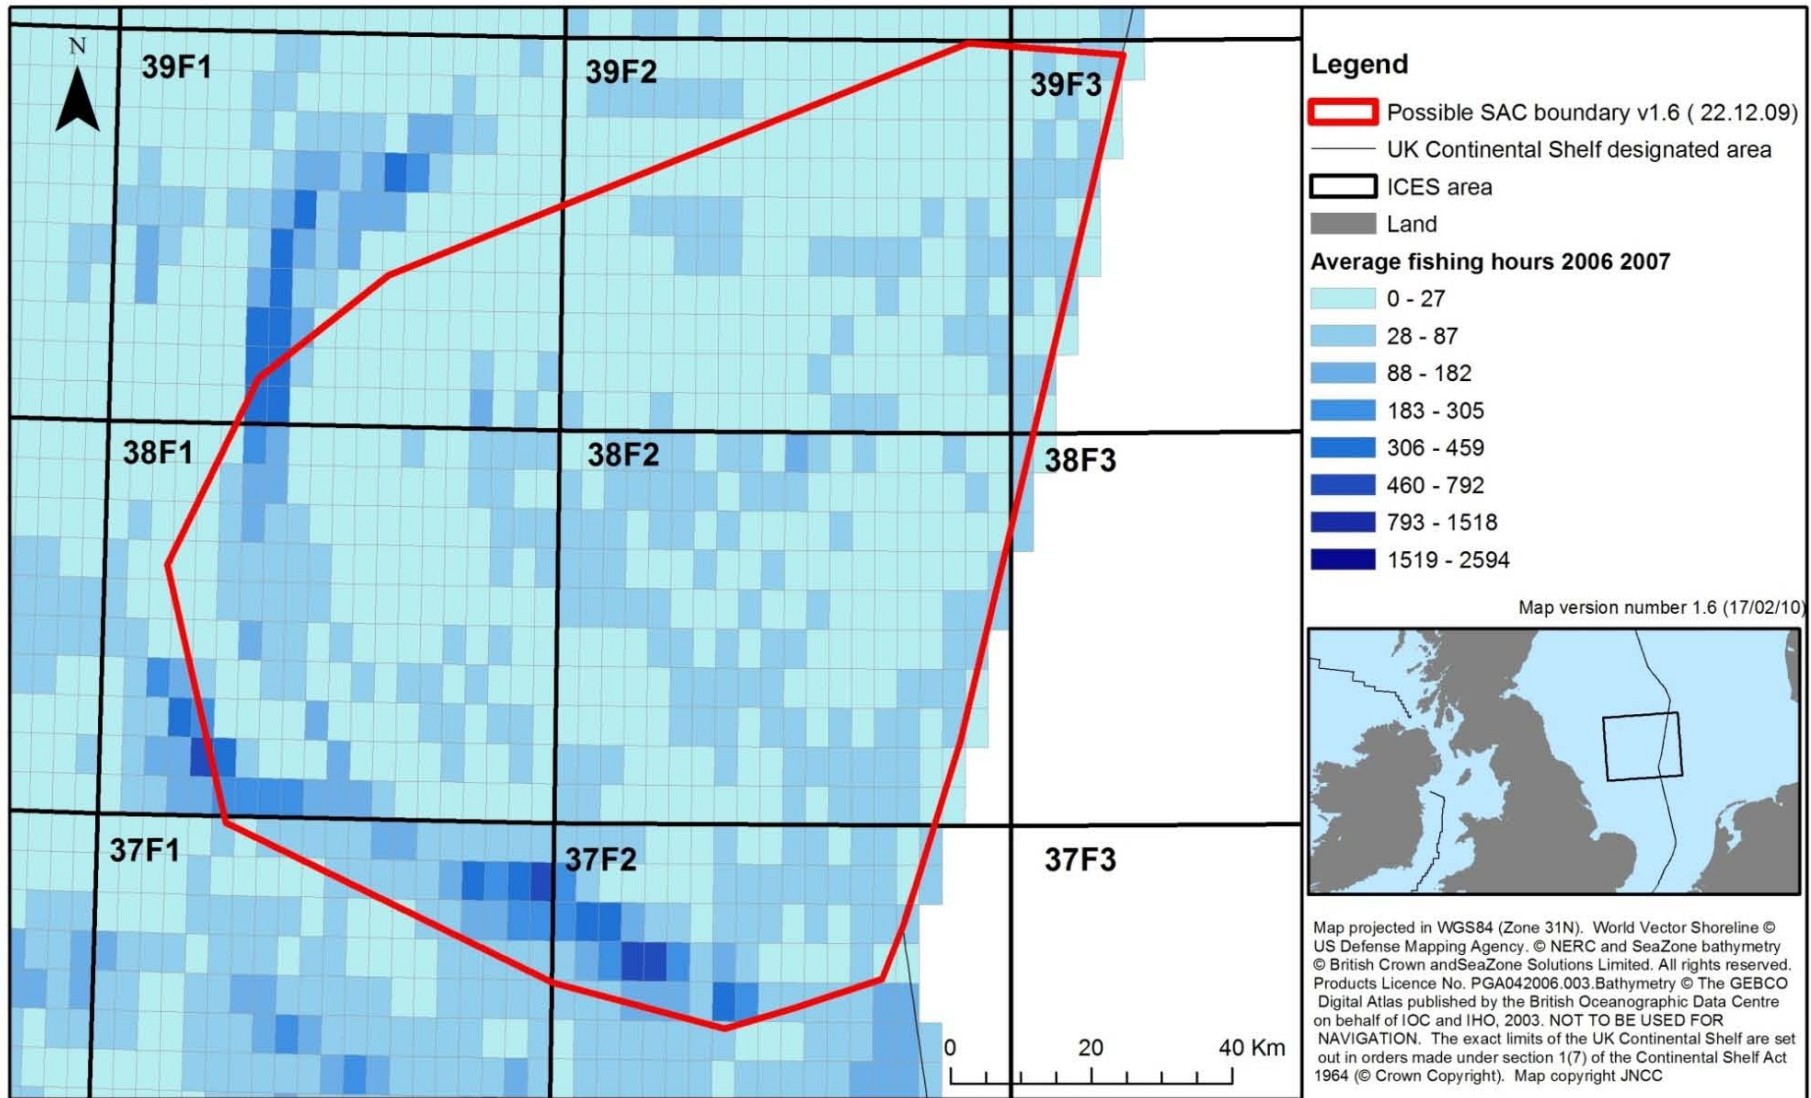 N
39F1
39F2
39F3
38F1
38F2
38F3
37F1
37F2
37F3
0 20 40 Km
Legend
Possible SAC boundary v1.6 ( 22.12.09)
UK Continental Shelf designated area
ICES area
Land
Average fishing hours 2006 2007
0 - 27
28 - 87
88 - 182
183 - 305
306 - 459
460 - 792
793 - 1518
1519 - 2594
Map version number 1.6 (17/02/10)
Map projected in WGS84 (Zone 31N). World Vector Shoreline ©
US Defense Mapping Agency. © NERC and SeaZone bathymetry
© British Crown andSeaZone Solutions Limited. All rights reserved.
Products Licence No. PGA042006.003.Bathymetry © The GEBCO
Digital Atlas published by the British Oceanographic Data Centre
on behalf of IOC and IHO, 2003. NOT TO BE USED FOR
NAVIGATION. The exact limits of the UK Continental Shelf are set
out in orders made under section 1(7) of the Continental Shelf Act
1964 (© Crown Copyright). Map copyright JNCC